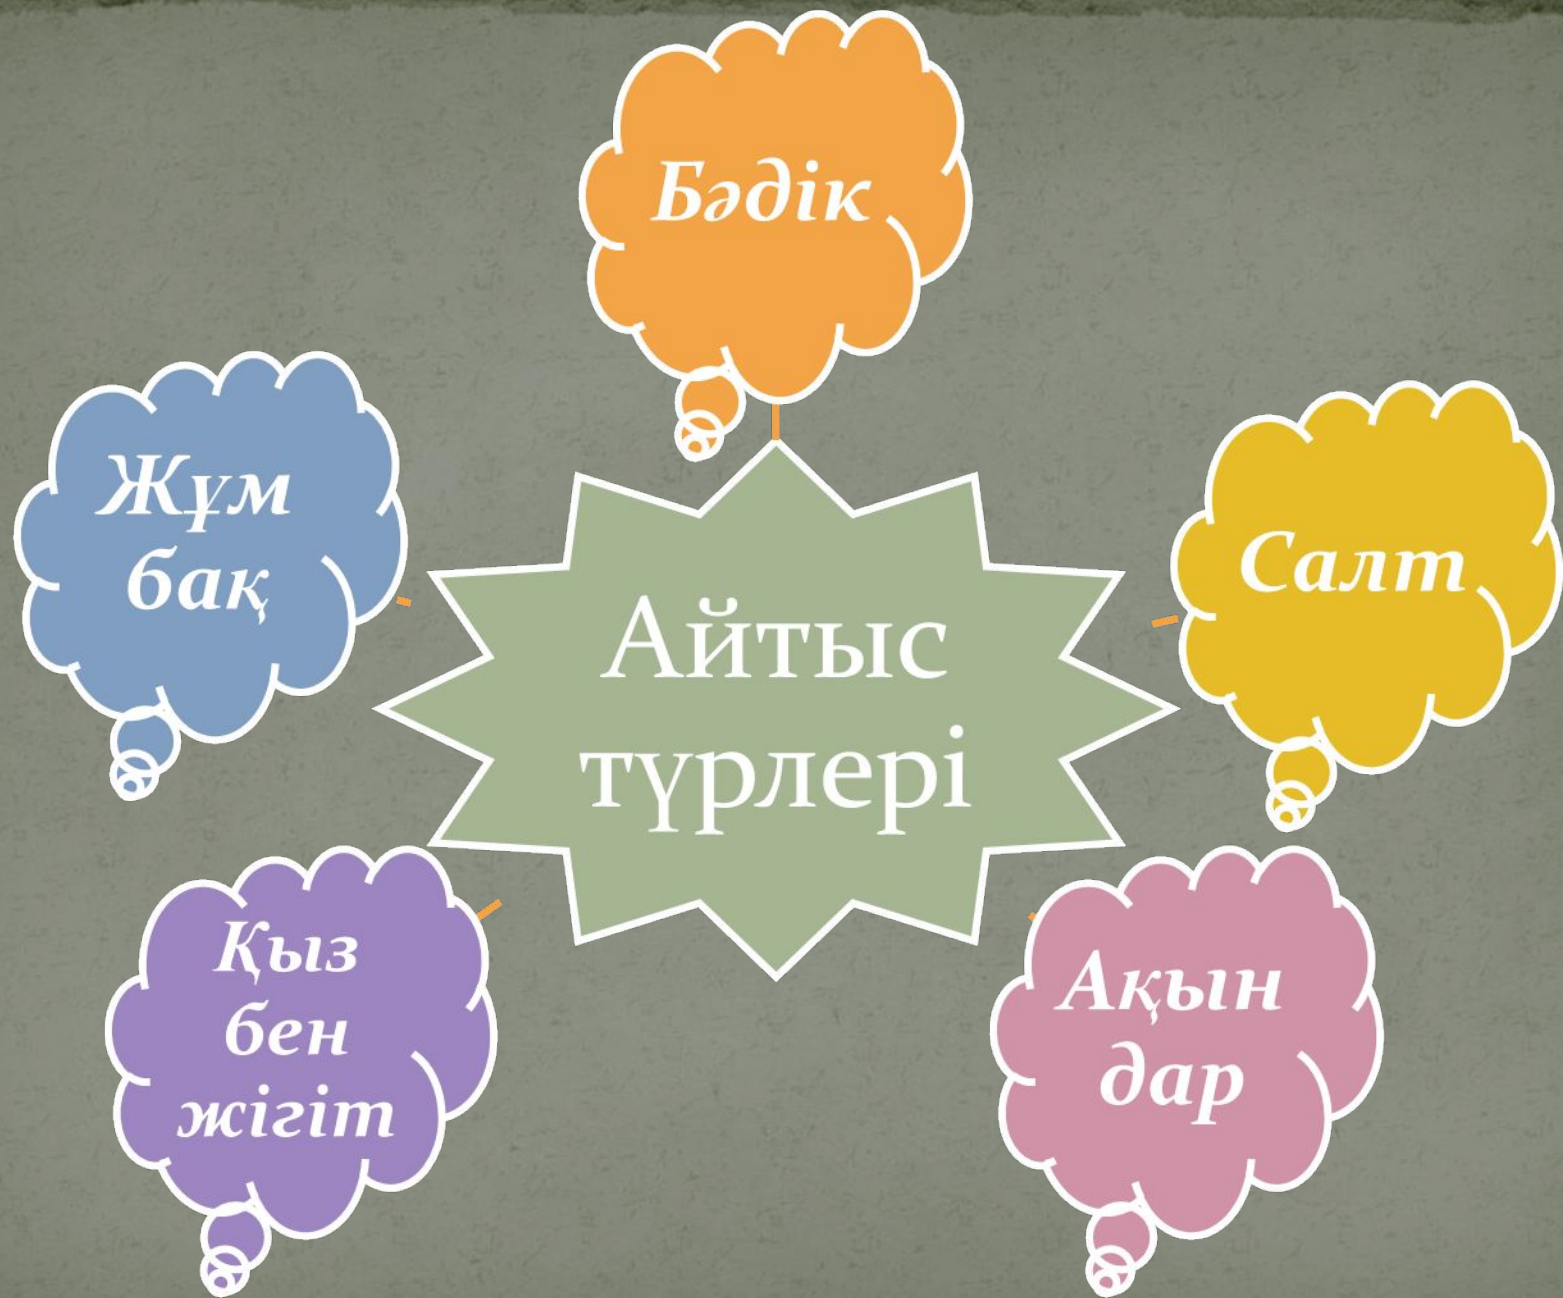 Бәдік
Жұм
бақ
Салт
Айтыс
түрлері
Қыз
бен
жігіт
Ақын
дар